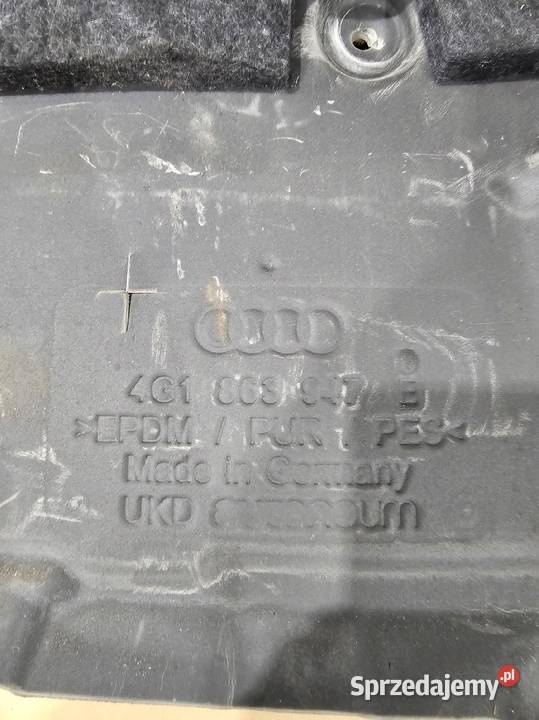 4G1 863 947 E
>EPDM / PUR / PES<
Made in Germany
UKD
Sprzedajemy.pl